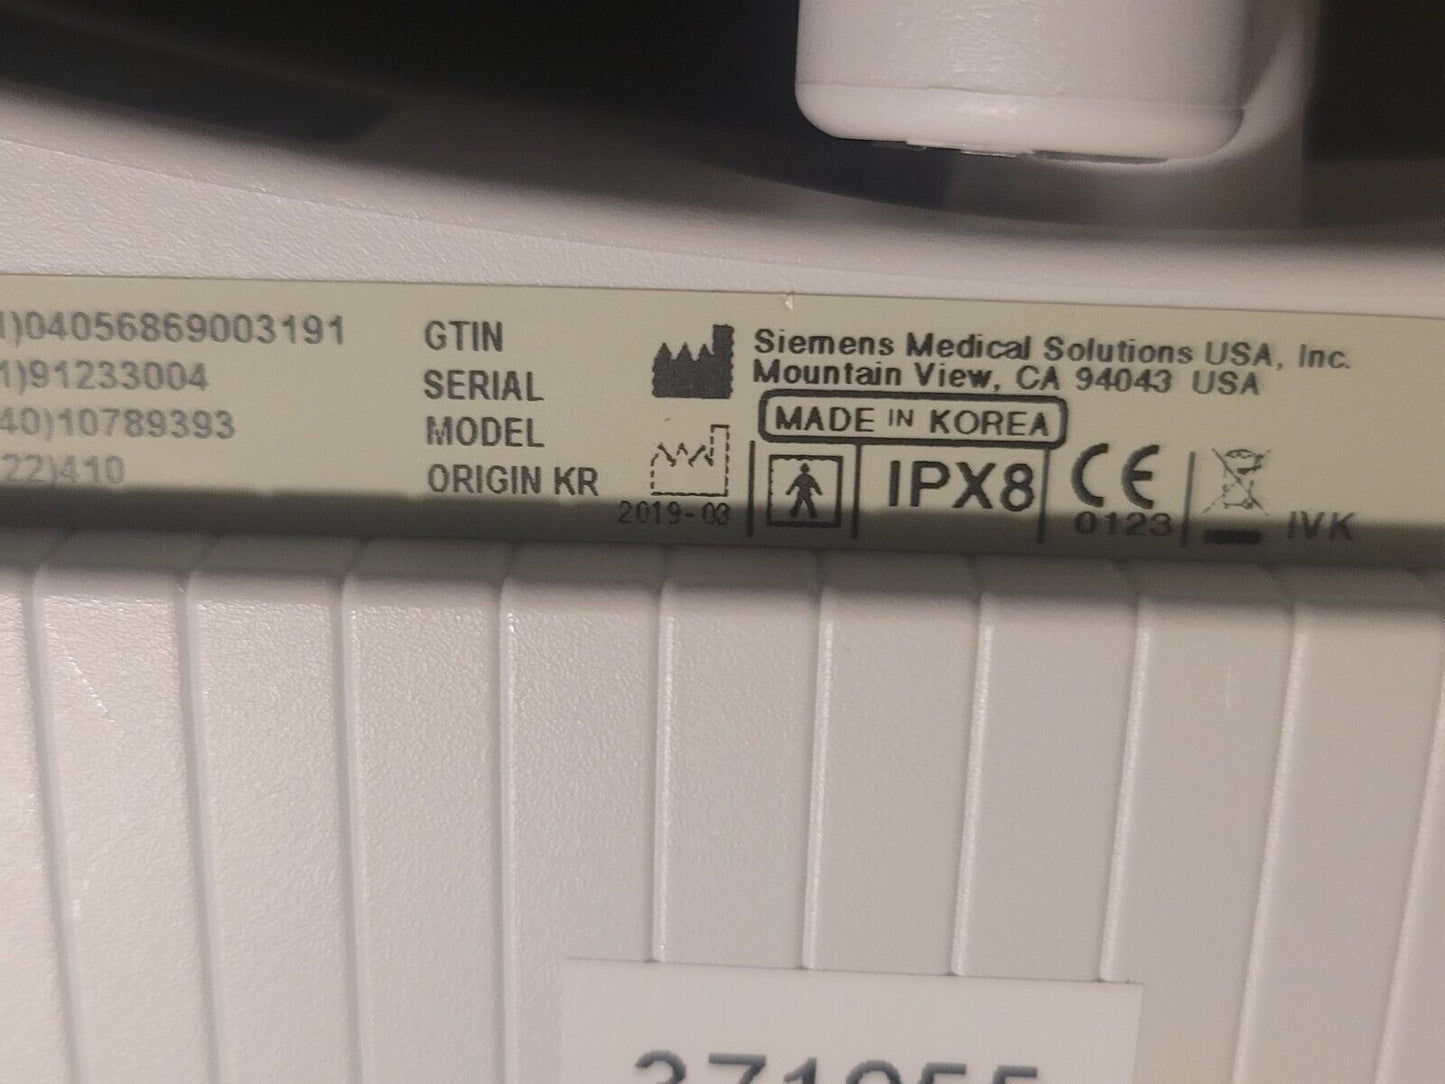 1)04056869003191 GTIN
1)91233004 SERIAL
40)10789393 MODEL
22)410 ORIGIN KR
2019-03
Siemens Medical Solutions USA, Inc.
Mountain View, CA 94043 USA
MADE IN KOREA
IPX8
CE
0123
IVK
371955